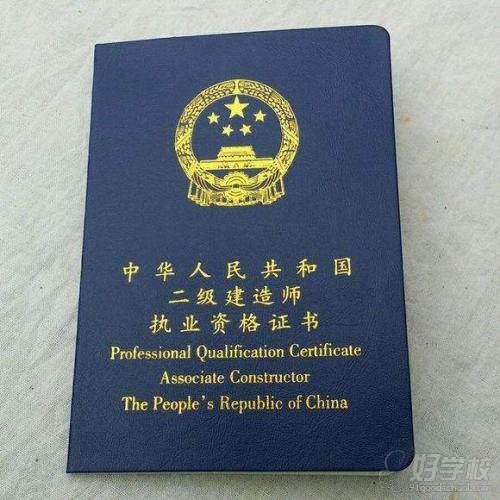 中华人民共和国
二级建造师
执业资格证书
Professional Qualification Certificate
Associate Constructor
The People's Republic of China
好学校